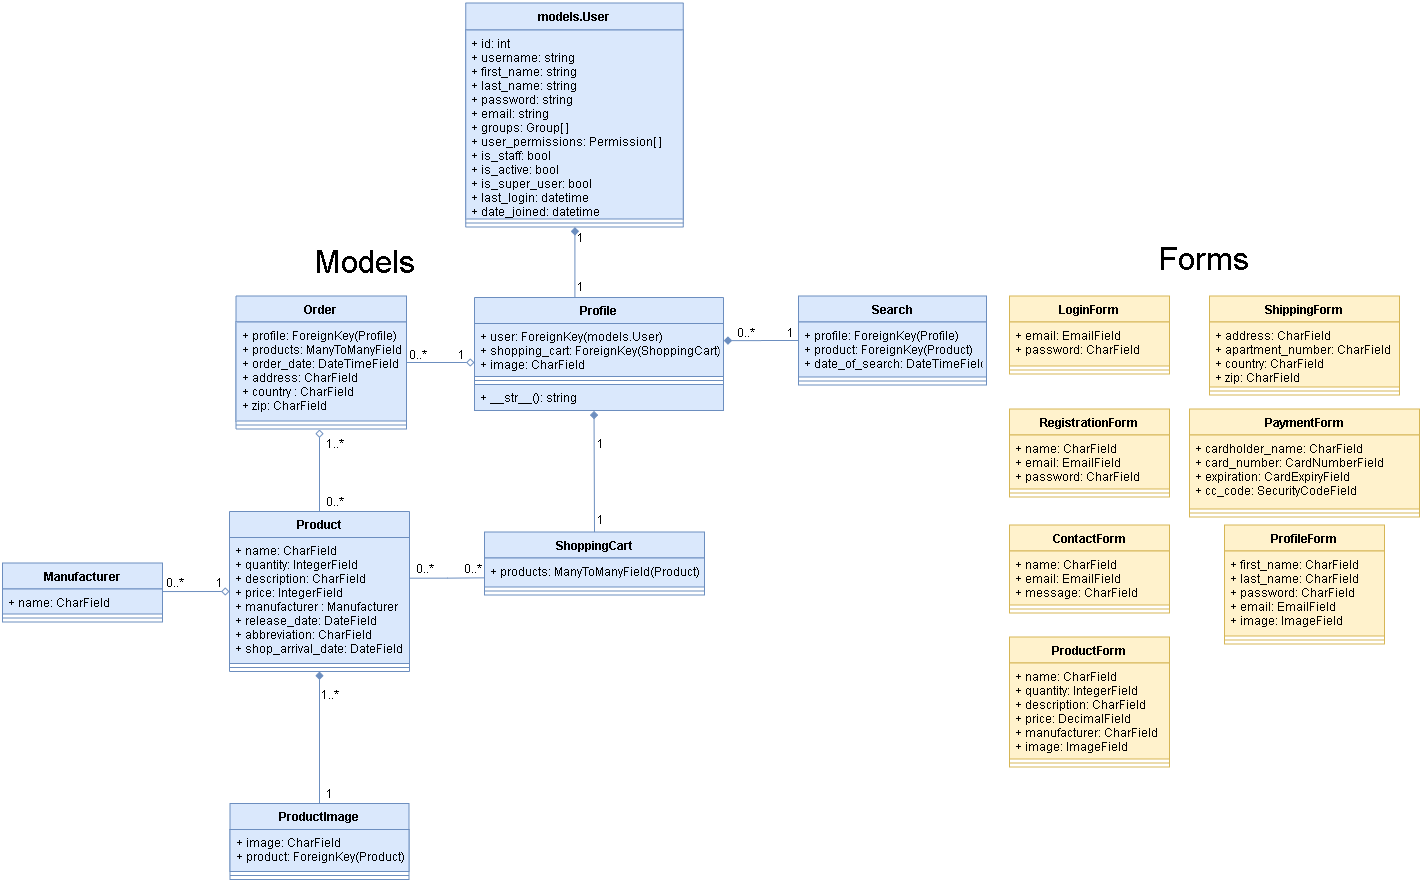 models.User
+ id: int
+ username: string
+ first_name: string
+ last_name: string
+ password: string
+ email: string
+ groups: Group[]
+ user_permissions: Permission[]
+ is_staff: bool
+ is_active: bool
+ is_super_user: bool
+ last_login: datetime
+ date_joined: datetime
1
1
Models
Order
+ profile: ForeignKey(Profile)
+ products: ManyToManyField
+ order_date: DateTimeField
+ address: CharField
+ country : CharField
+ zip: CharField
0..*
1
Profile
+ user: ForeignKey(models.User)
+ shopping_cart: ForeignKey(ShoppingCart)
+ image: CharField
+ __str__(): string
0..*
1
Search
+ profile: ForeignKey(Profile)
+ product: ForeignKey(Product)
+ date_of_search: DateTimeField
1..*
0..*
1
1
Manufacturer
+ name: CharField
0..*
1
Product
+ name: CharField
+ quantity: IntegerField
+ description: CharField
+ price: IntegerField
+ manufacturer : Manufacturer
+ release_date: DateField
+ abbreviation: CharField
+ shop_arrival_date: DateField
0..*
0..*
ShoppingCart
+ products: ManyToManyField(Product)
1..*
1
ProductImage
+ image: CharField
+ product: ForeignKey(Product)
Forms
LoginForm
+ email: EmailField
+ password: CharField
ShippingForm
+ address: CharField
+ apartment_number: CharField
+ country: CharField
+ zip: CharField
RegistrationForm
+ name: CharField
+ email: EmailField
+ password: CharField
PaymentForm
+ cardholder_name: CharField
+ card_number: CardNumberField
+ expiration: CardExpiryField
+ cc_code: SecurityCodeField
ContactForm
+ name: CharField
+ email: EmailField
+ message: CharField
ProfileForm
+ first_name: CharField
+ last_name: CharField
+ password: CharField
+ email: EmailField
+ image: ImageField
ProductForm
+ name: CharField
+ quantity: IntegerField
+ description: CharField
+ price: DecimalField
+ manufacturer: CharField
+ image: ImageField